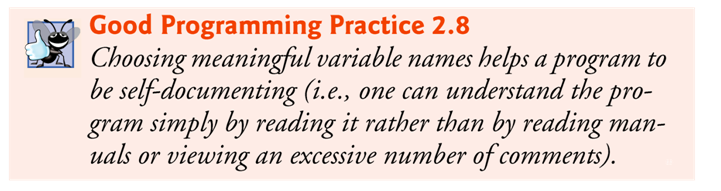 Good Programming Practice 2.8
Choosing meaningful variable names helps a program to
be self-documenting (i.e., one can understand the pro-
gram simply by reading it rather than by reading man-
uals or viewing an excessive number of comments).